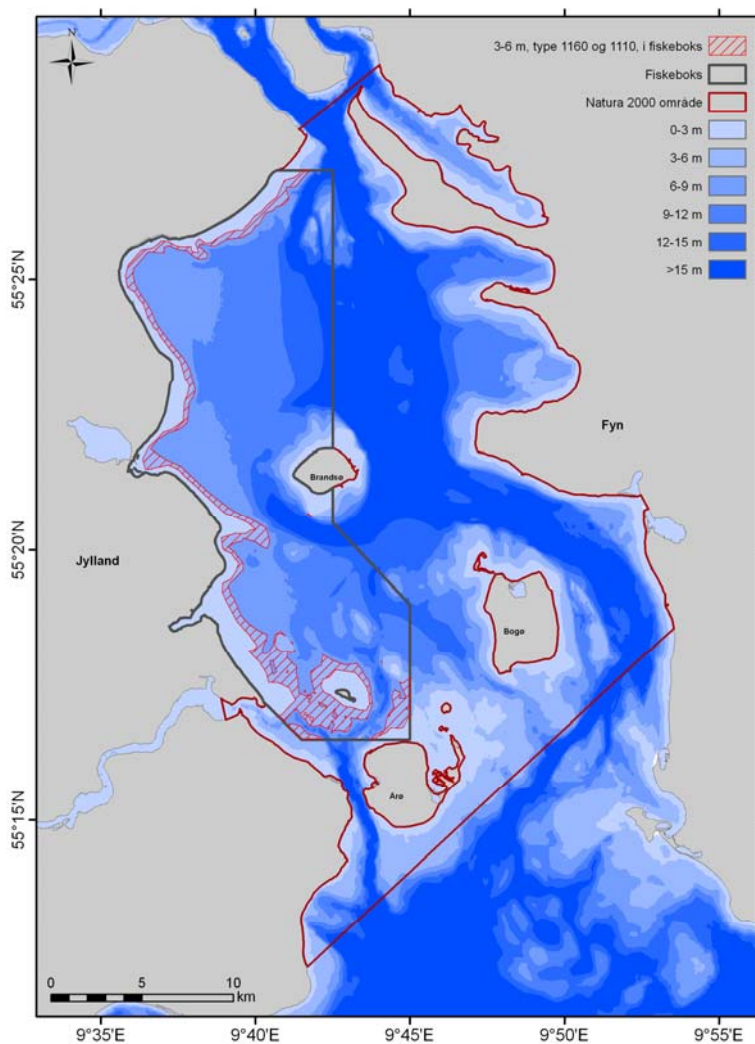 N
3-6 m, type 1160 og 1110, i fiskeboks
Fiskeboks
Natura 2000 område
0-3 m
3-6 m
6-9 m
9-12 m
12-15 m
>15 m
55°25'N
55°20'N
55°15'N
Fyn
Brandsø
Jylland
Bogø
Årø
0 5 10
km
9°35'E 9°40'E 9°45'E 9°50'E 9°55'E